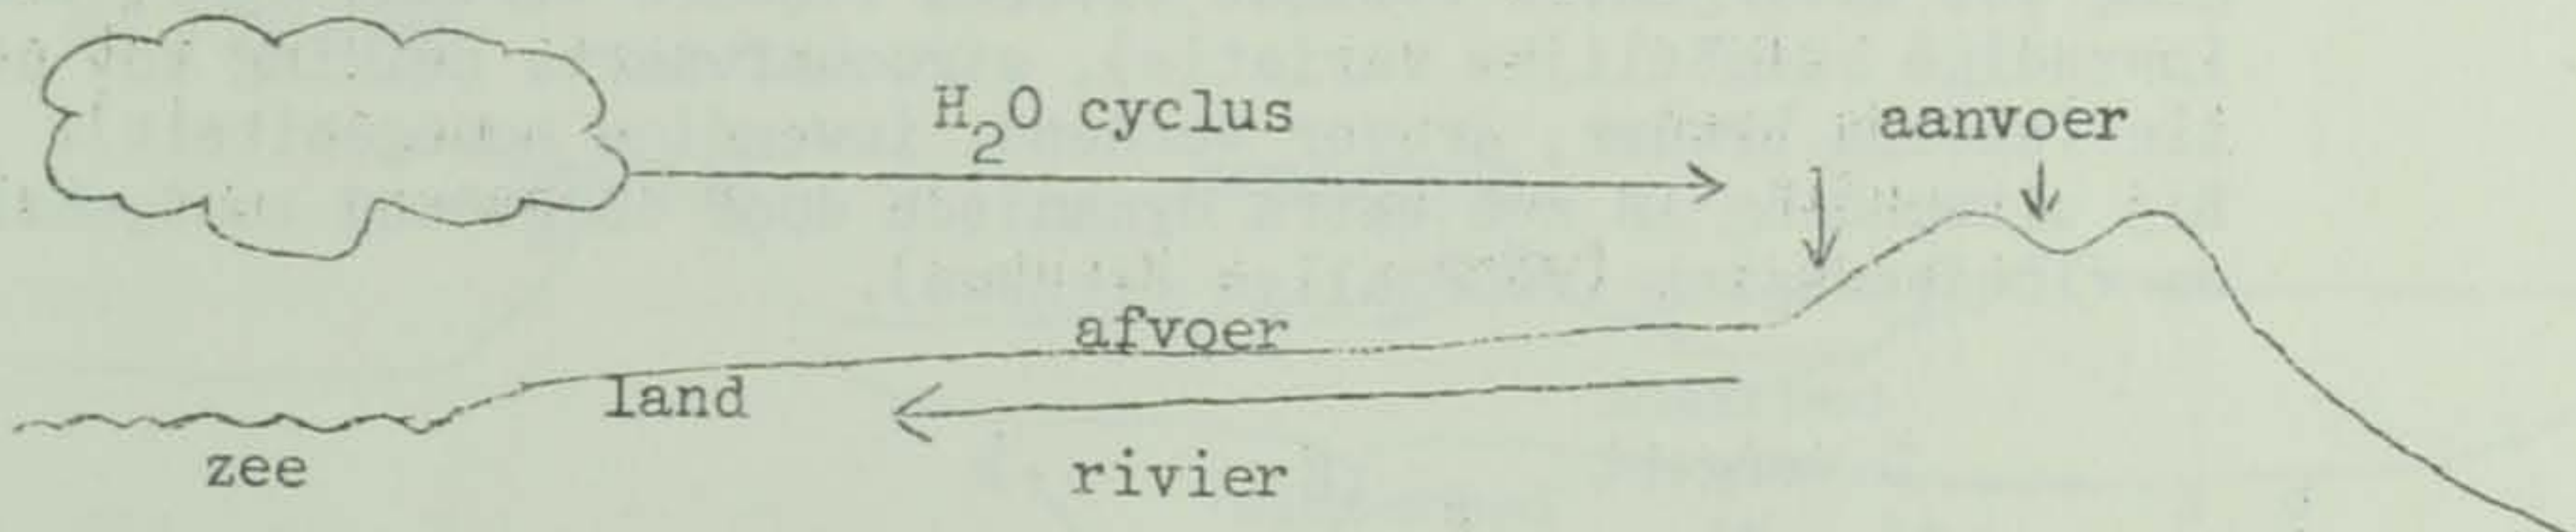 H₂O cyclus
aanvoer
afvoer
land
zee
rivier